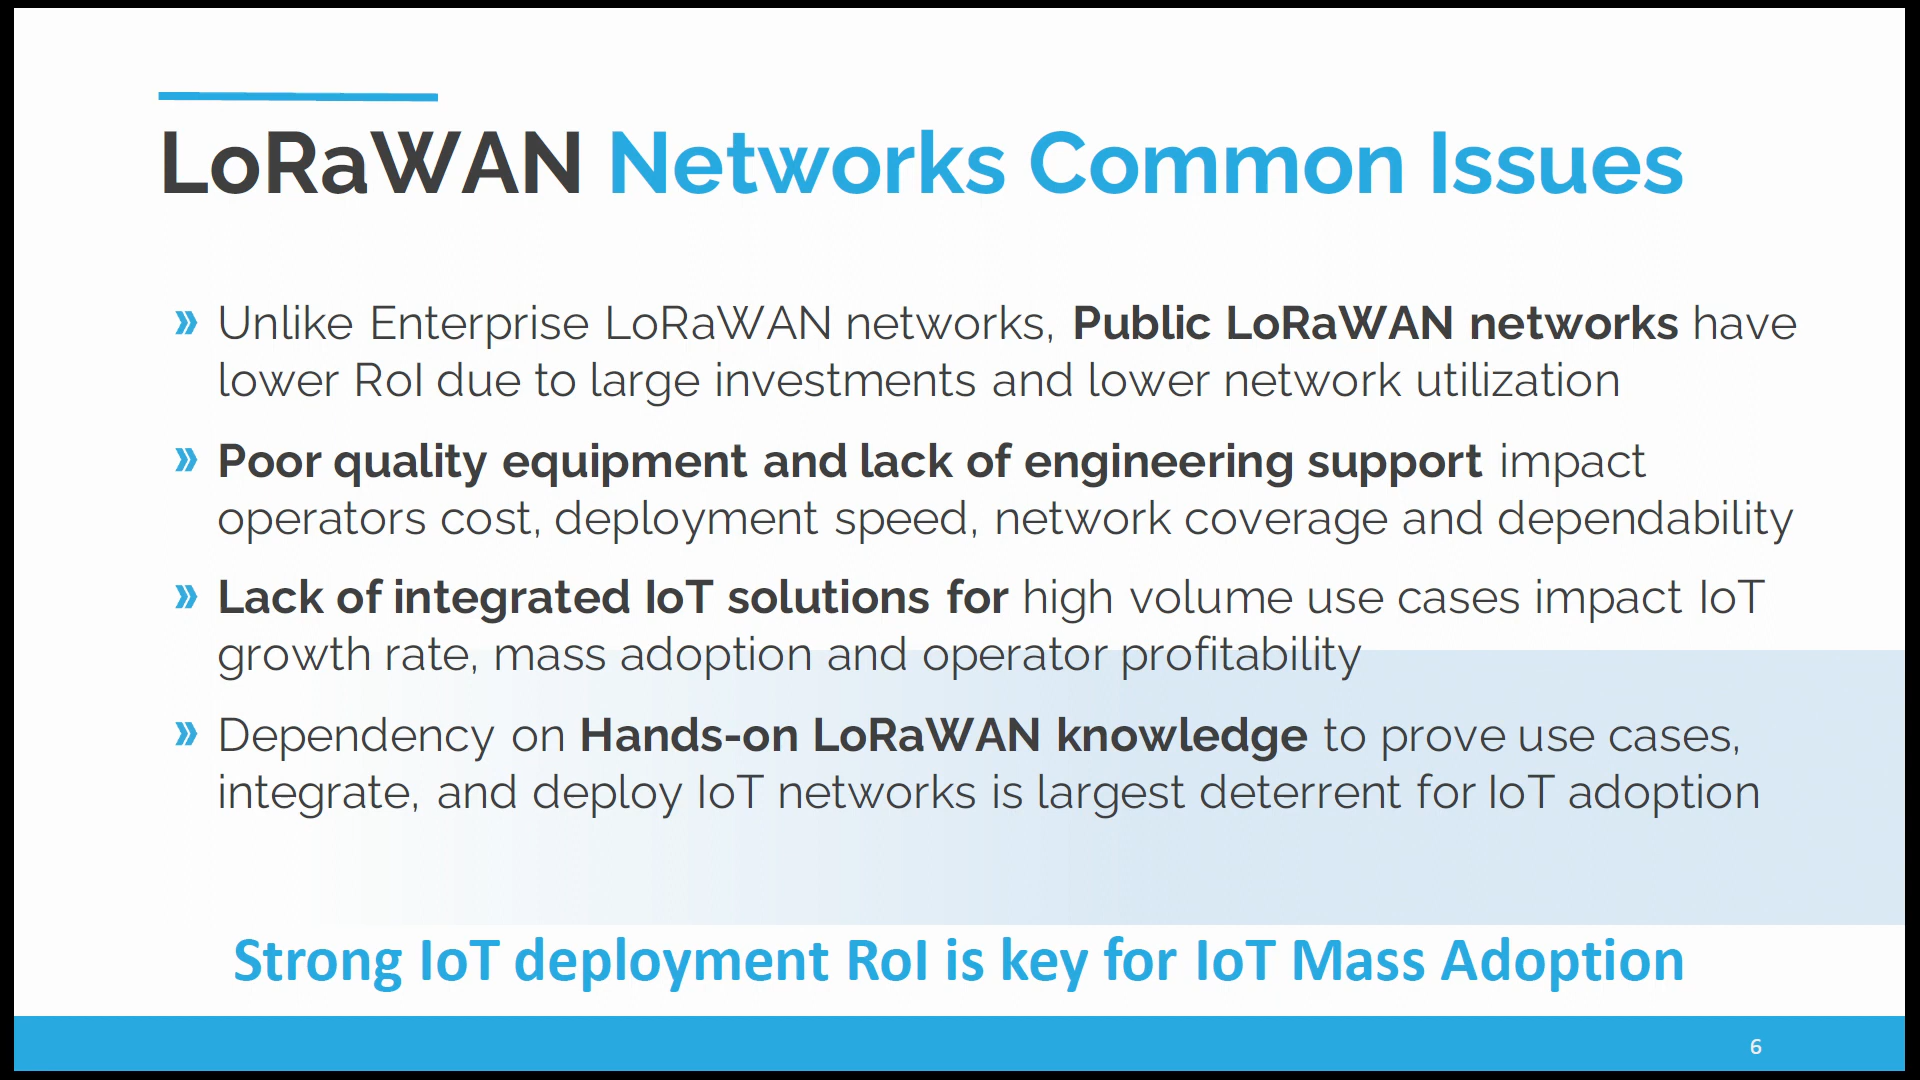 LoRaWAN Networks Common Issues
» Unlike Enterprise LoRaWAN networks, Public LoRaWAN networks have
lower RoI due to large investments and lower network utilization
» Poor quality equipment and lack of engineering support impact
operators cost, deployment speed, network coverage and dependability
» Lack of integrated IoT solutions for high volume use cases impact IoT
growth rate, mass adoption and operator profitability
» Dependency on Hands-on LoRaWAN knowledge to prove use cases,
integrate, and deploy IoT networks is largest deterrent for IoT adoption
Strong IoT deployment RoI is key for IoT Mass Adoption
6